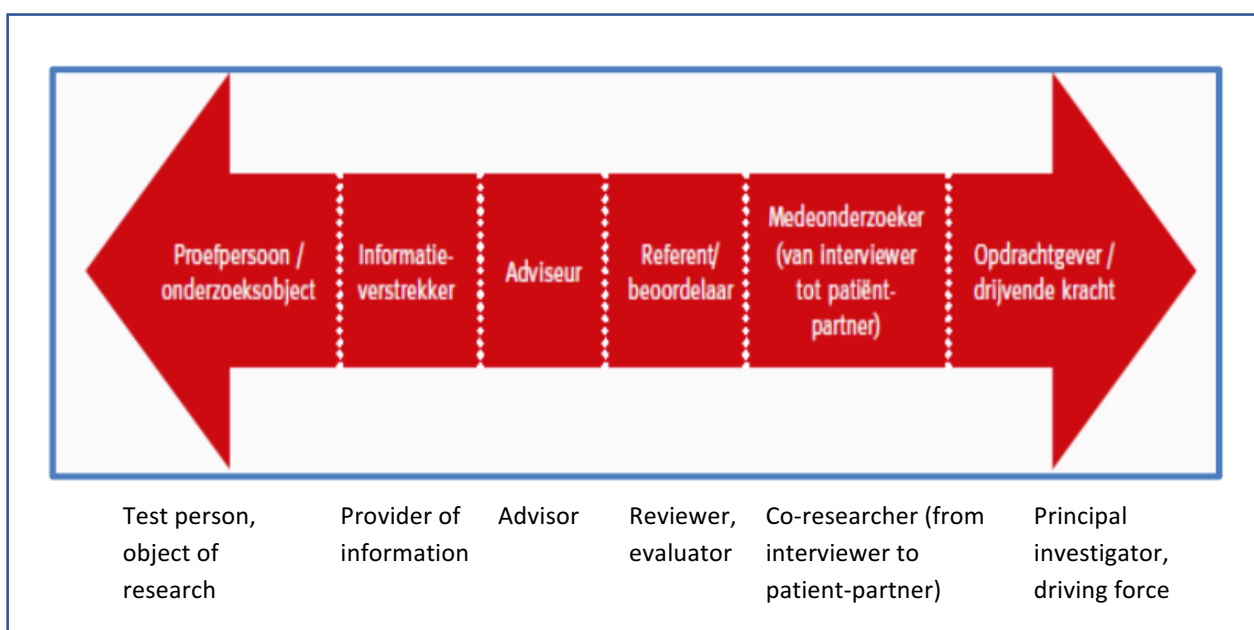 Proefpersoon /
onderzoeksobject
Informatie-
verstrekker
Adviseur
Referent/
beoordelaar
Medeonderzoeker
(van interviewer
tot patiënt-
partner)
Opdrachtgever /
drijvende kracht
Test person,
object of
research
Provider of
information
Advisor
Reviewer,
evaluator
Co-researcher (from
interviewer to
patient-partner)
Principal
investigator,
driving force